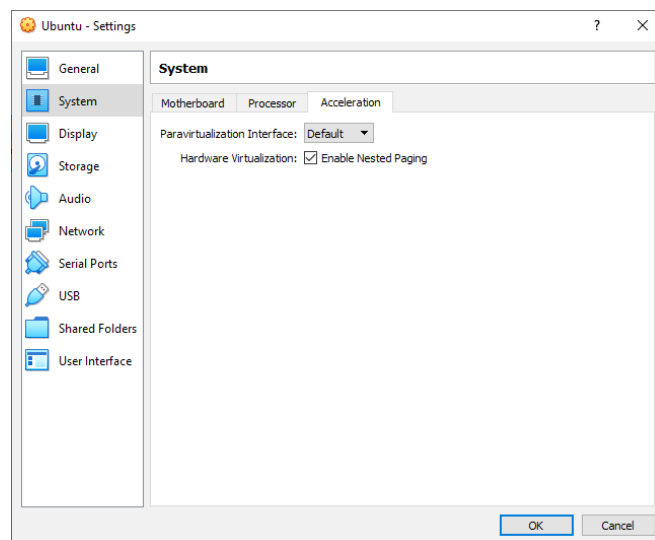 Ubuntu - Settings
?
General
System
Display
Storage
Audio
Network
Serial Ports
USB
Shared Folders
User Interface
System
Motherboard Processor Acceleration
Paravirtualization Interface: Default
Hardware Virtualization: Enable Nested Paging
OK Cancel